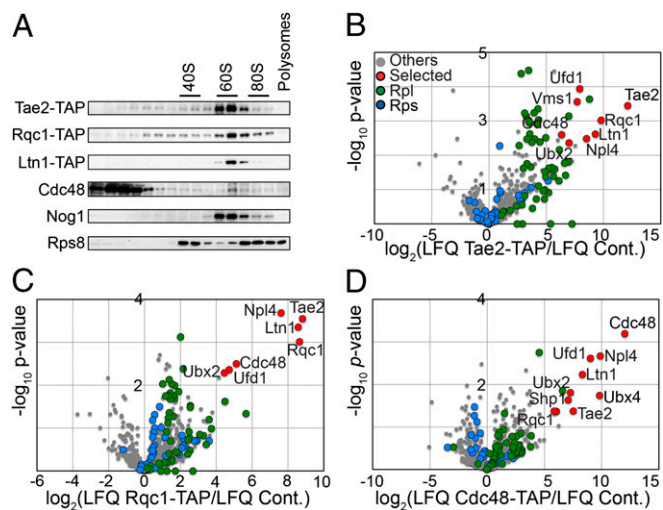 A
40S
60S
80S
Polysomes
Tae2-TAP
Rqc1-TAP
Ltn1-TAP
Cdc48
Nog1
Rps8
B
5
Others
Selected
Rpl
Rps
Ufd1
Vms1
Tae2
Cdc48
Rqc1
Ltn1
Ubx2
Npl4
3
1
-log10 p-value
-10 -5 0 5 10 15
log2(LFQ Tae2-TAP/LFQ Cont.)
C
4
Npl4 Tae2
Ltn1
Rqc1
Ubx2 Cdc48
Ufd1
2
-log10 p-value
-4 -2 0 2 4 6 8 10
log2(LFQ Rqc1-TAP/LFQ Cont.)
D
4
Cdc48
Ufd1 Npl4
Ltn1
Ubx2
Shp1 Ubx4
Rqc1 Tae2
2
-log10 p-value
-10 -5 0 5 10 15
log2(LFQ Cdc48-TAP/LFQ Cont.)